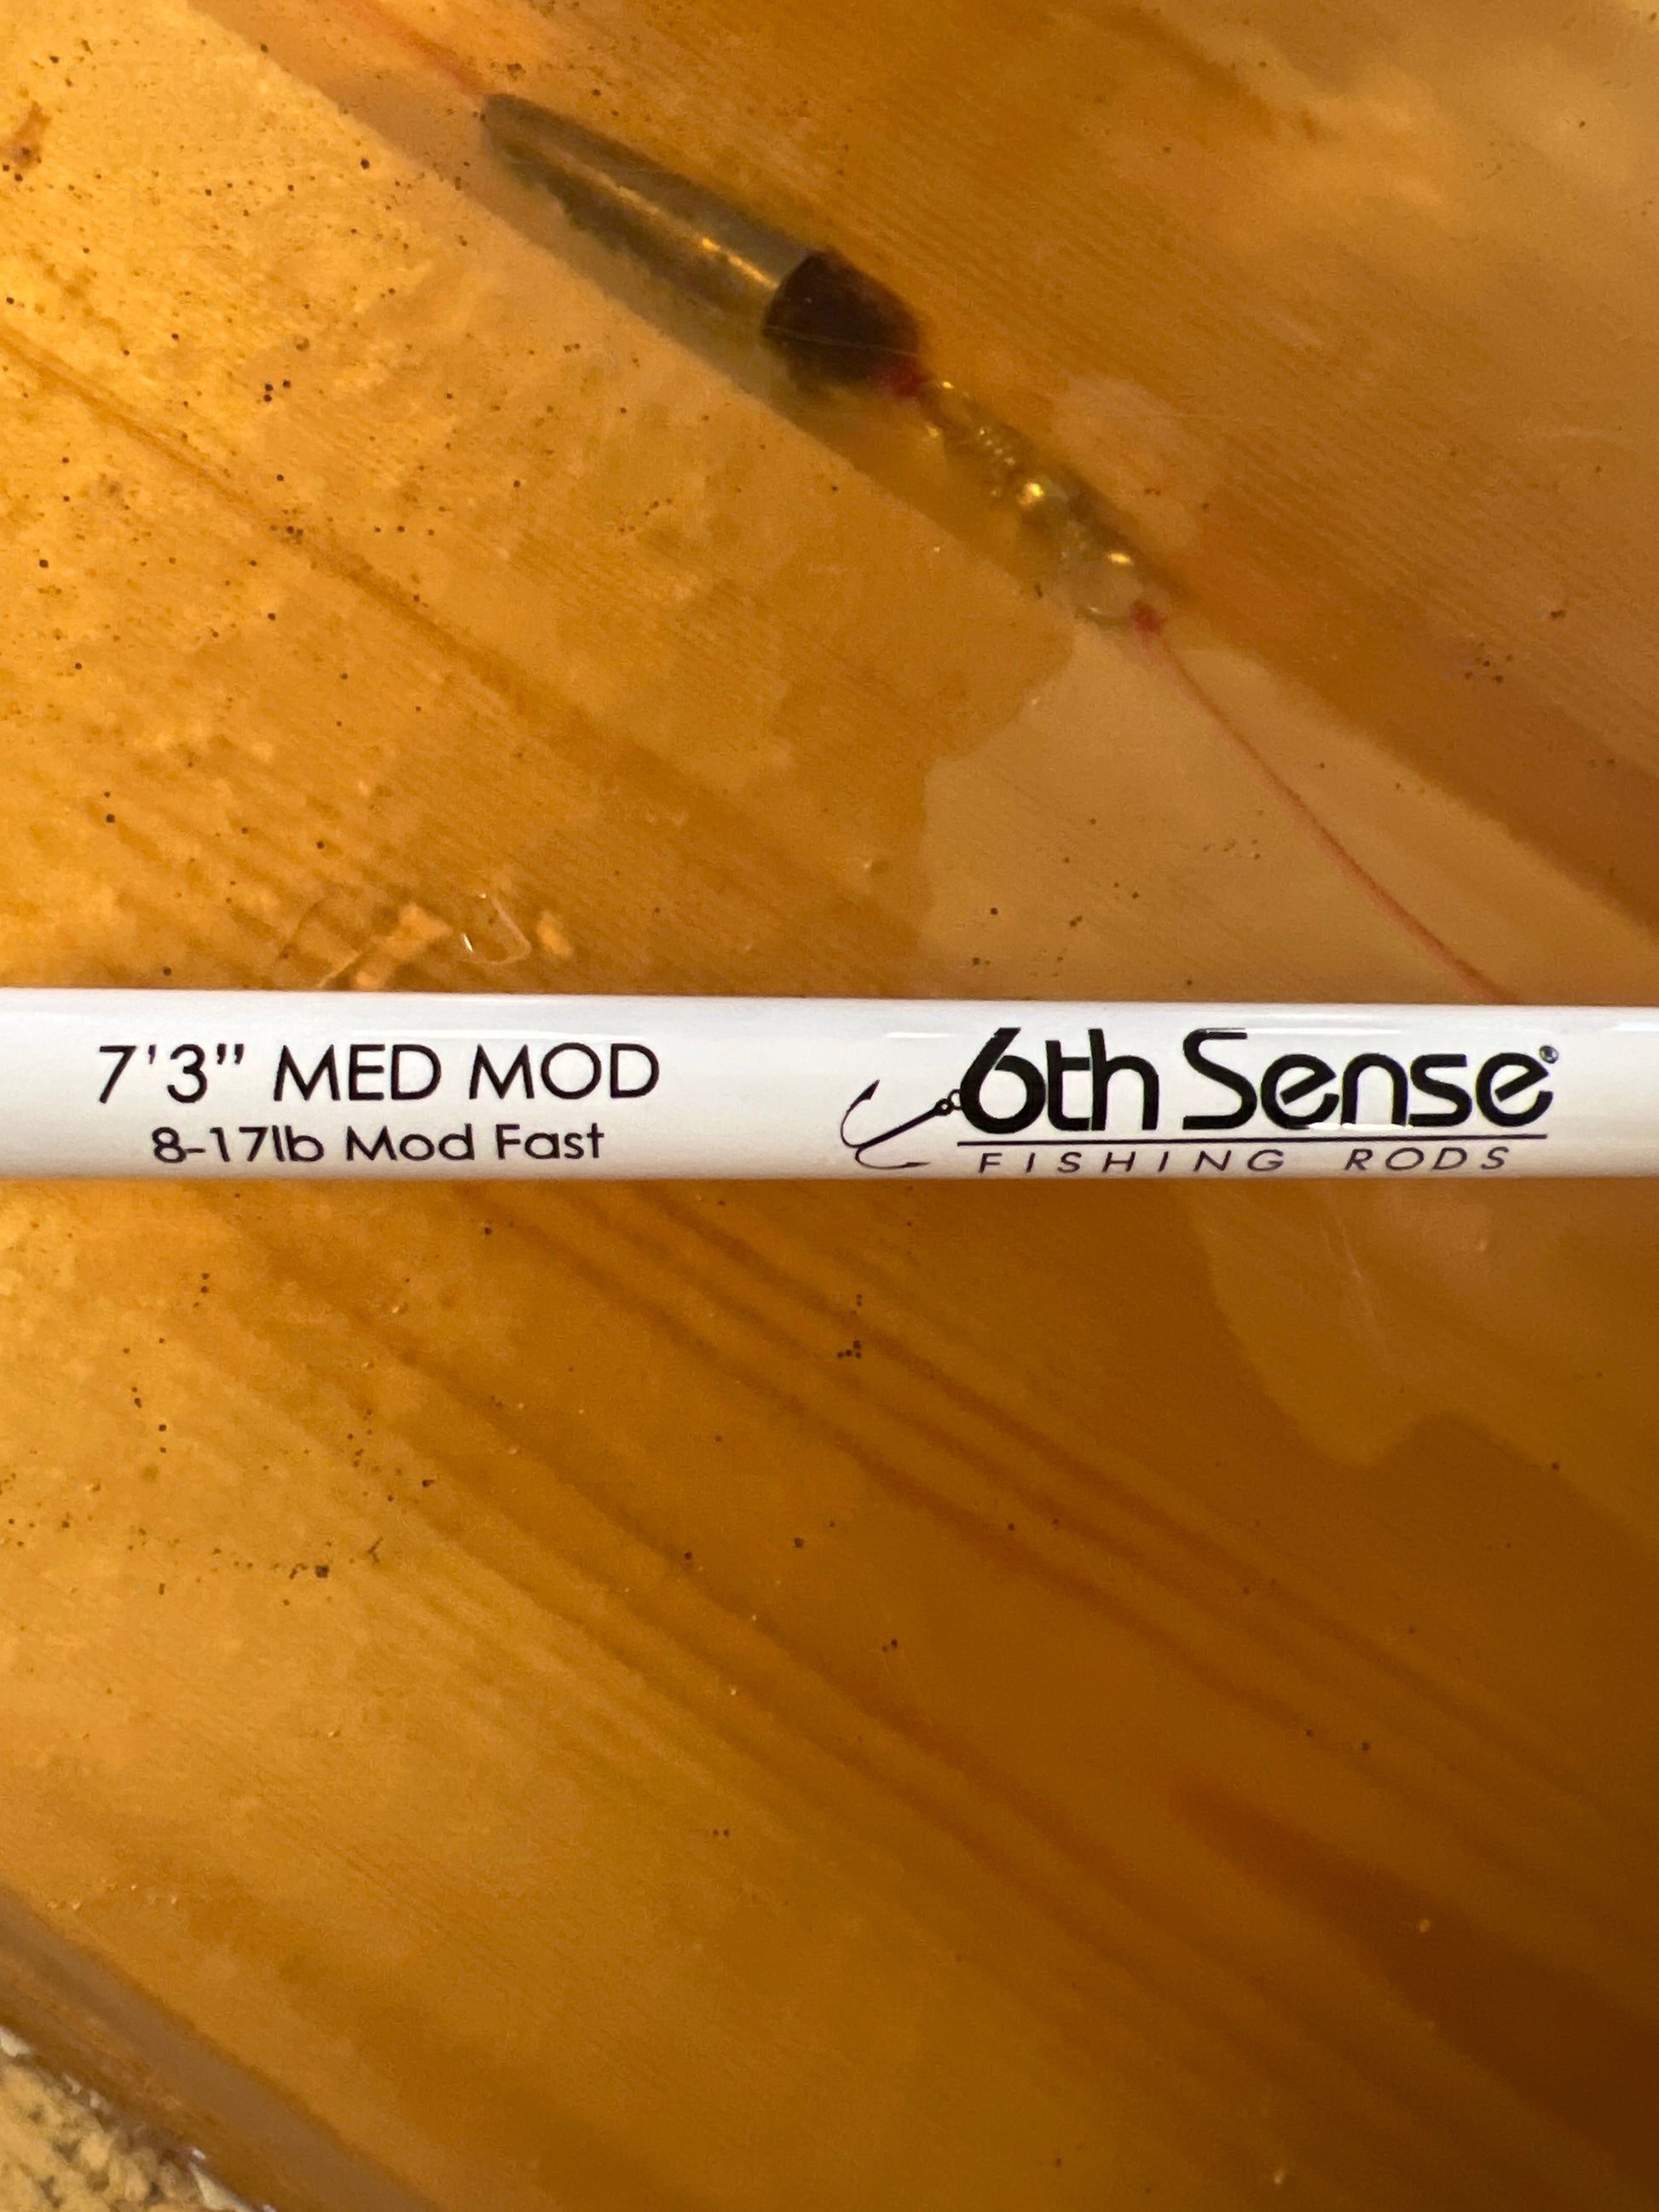 7'3" MED MOD
8-17lb Mod Fast
6th Sense®
FISHING RODS